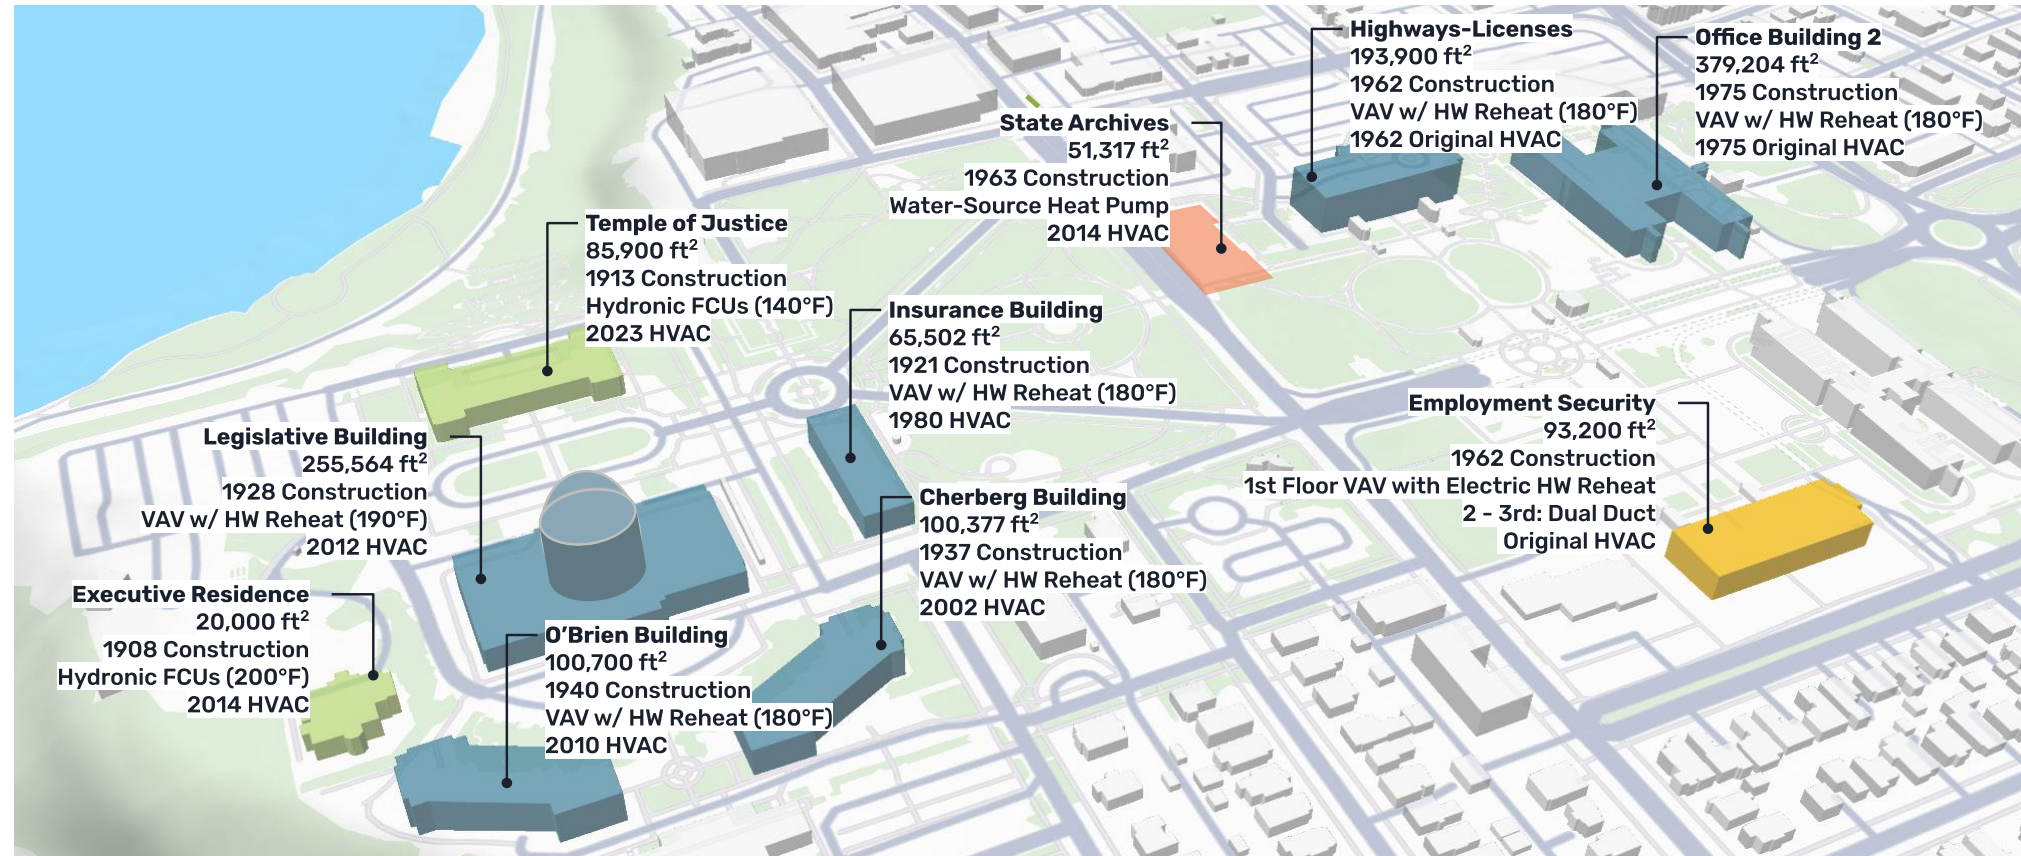 Highways-Licenses
193,900 ft²
1962 Construction
VAV w/ HW Reheat (180°F)
1962 Original HVAC
Office Building 2
379,204 ft²
1975 Construction
VAV w/ HW Reheat (180°F)
1975 Original HVAC
State Archives
51,317 ft²
1963 Construction
Water-Source Heat Pump
2014 HVAC
Temple of Justice
85,900 ft²
1913 Construction
Hydronic FCUs (140°F)
2023 HVAC
Insurance Building
65,502 ft²
1921 Construction
VAV w/ HW Reheat (180°F)
1980 HVAC
Employment Security
93,200 ft²
1962 Construction
1st Floor VAV with Electric HW Reheat
2 - 3rd: Dual Duct
Original HVAC
Legislative Building
255,564 ft²
1928 Construction
VAV w/ HW Reheat (190°F)
2012 HVAC
Cherberg Building
100,377 ft²
1937 Construction
VAV w/ HW Reheat (180°F)
2002 HVAC
Executive Residence
20,000 ft²
1908 Construction
Hydronic FCUs (200°F)
2014 HVAC
O’Brien Building
100,700 ft²
1940 Construction
VAV w/ HW Reheat (180°F)
2010 HVAC